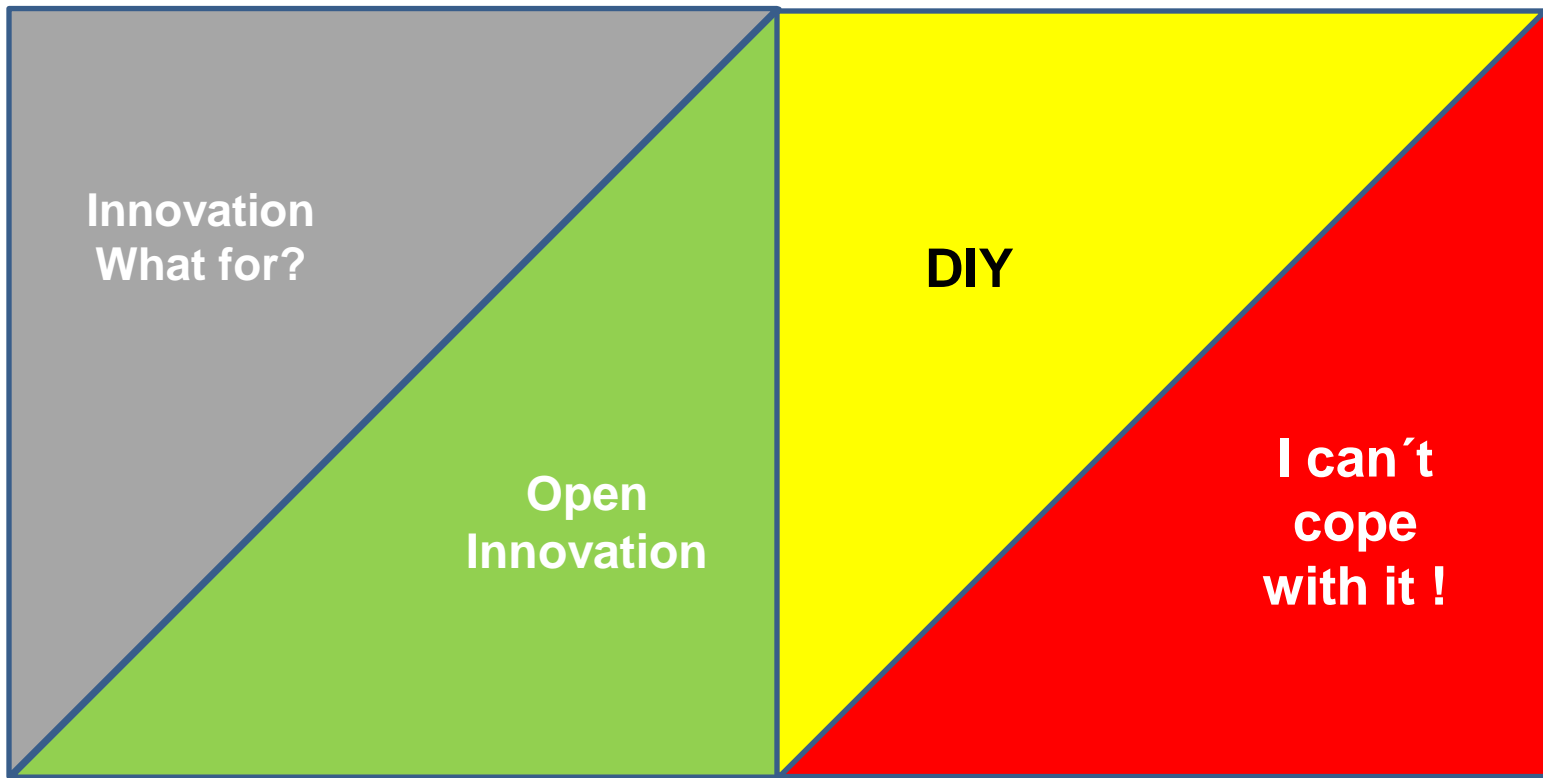 Innovation
What for?
Open
Innovation
DIY
I can´t
cope
with it !